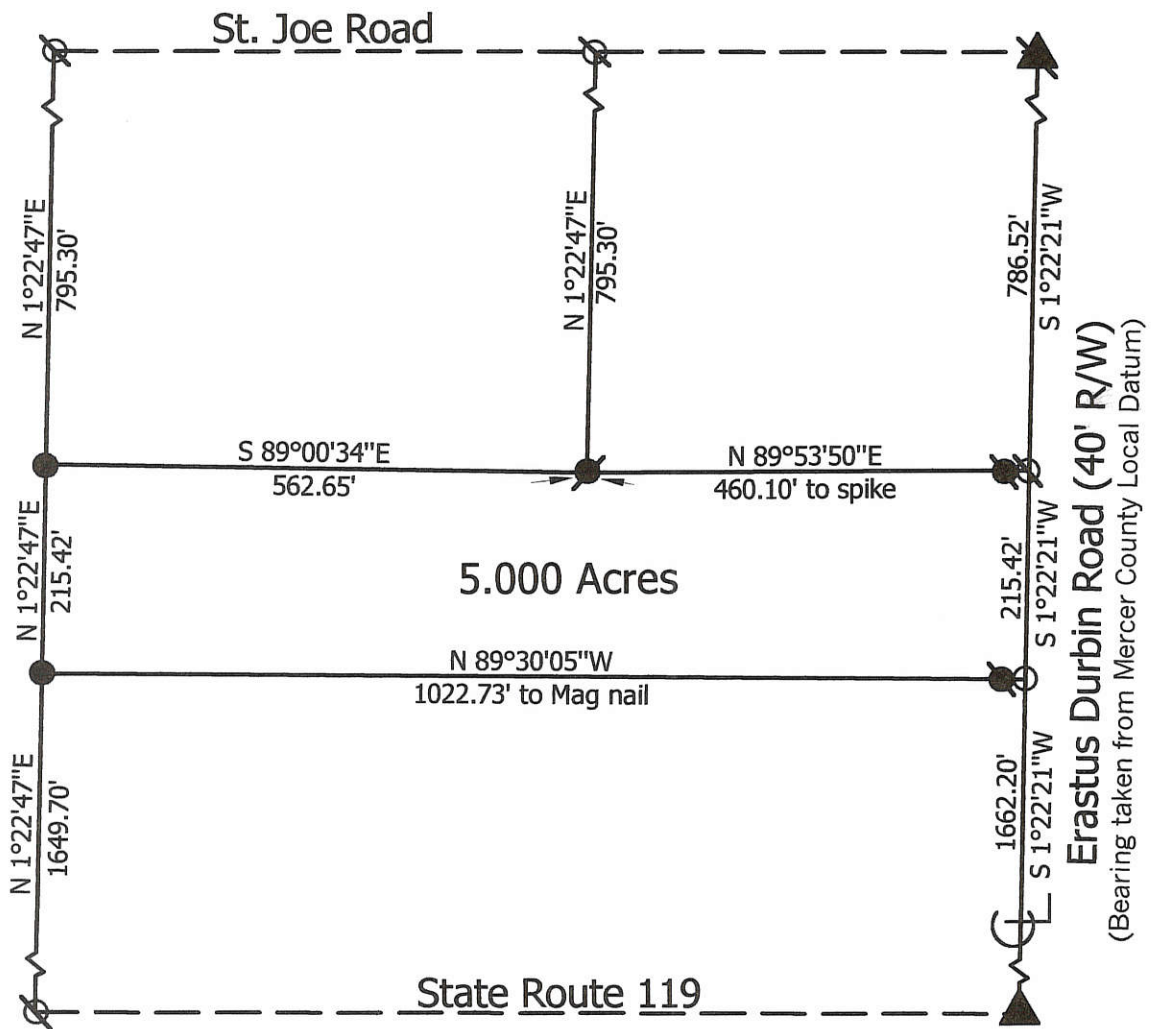 St. Joe Road
N 1°22'47"E
795.30'
N 1°22'47"E
795.30'
786.52'
S 1°22'21"W
S 89°00'34"E
562.65'
N 89°53'50"E
460.10' to spike
N 1°22'47"E
215.42'
5.000 Acres
215.42'
S 1°22'21"W
N 89°30'05"W
1022.73' to Mag nail
N 1°22'47"E
1649.70'
1662.20'
S 1°22'21"W
Erastus Durbin Road (40' R/W)
(Bearing taken from Mercer County Local Datum)
State Route 119